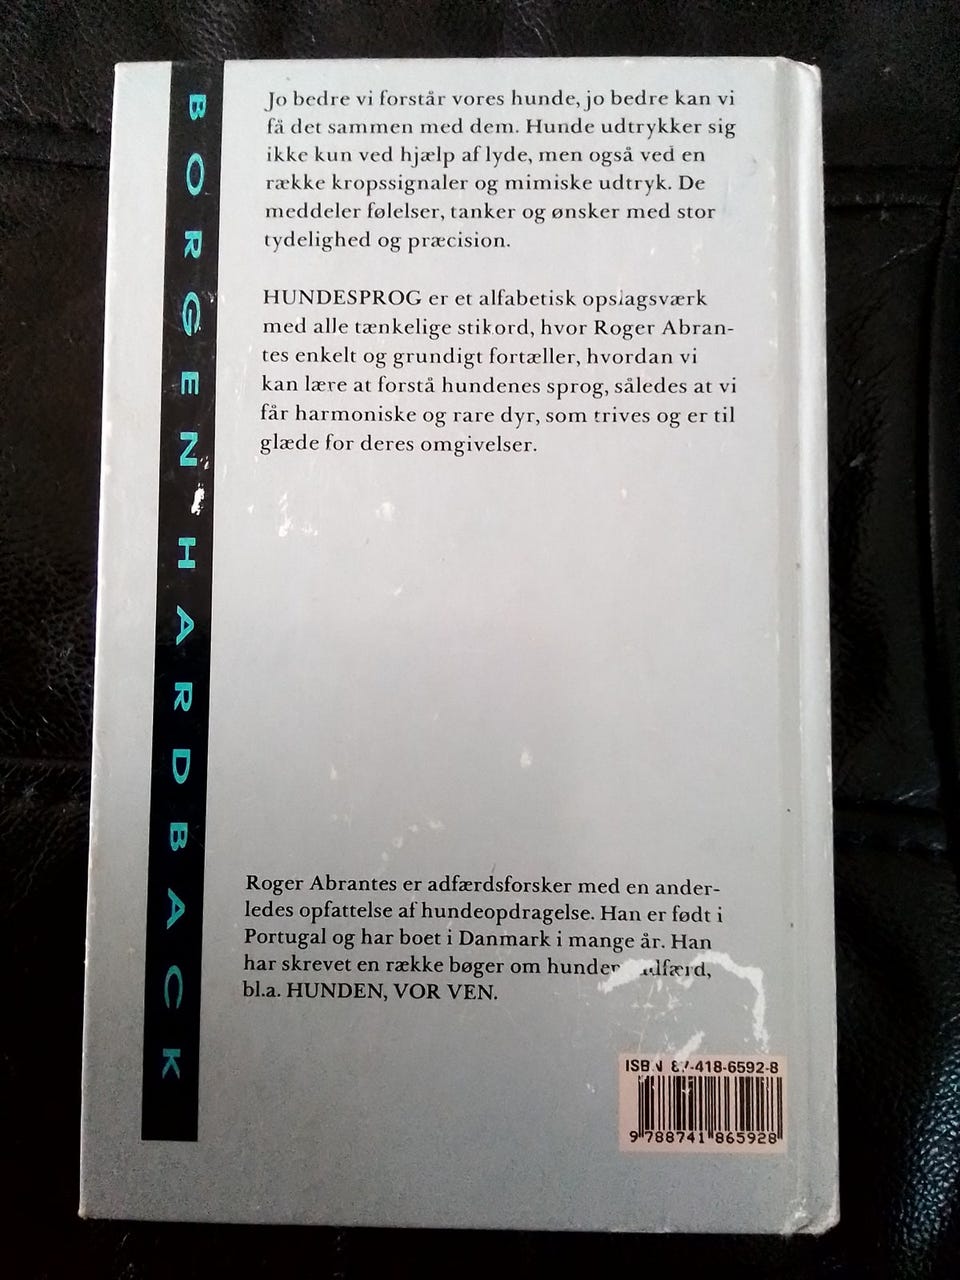 BORGEN HARDBACK
Jo bedre vi forstår vores hunde, jo bedre kan vi
få det sammen med dem. Hunde udtrykker sig
ikke kun ved hjælp af lyde, men også ved en
række kropssignaler og mimiske udtryk. De
meddeler følelser, tanker og ønsker med stor
tydelighed og præcision.
HUNDESPROG er et alfabetisk opslagsværk
med alle tænkelige stikord, hvor Roger Abran-
tes enkelt og grundigt fortæller, hvordan vi
kan lære at forstå hundenes sprog, således at vi
får harmoniske og rare dyr, som trives og er til
glæde for deres omgivelser.
Roger Abrantes er adfærdsforsker med en ander-
ledes opfattelse af hundeopdragelse. Han er født i
Portugal og har boet i Danmark i mange år. Han
har skrevet en række bøger om hundens adfærd,
bl.a. HUNDEN, VOR VEN.
ISBN 87-418-6592-8
9 788741 865928